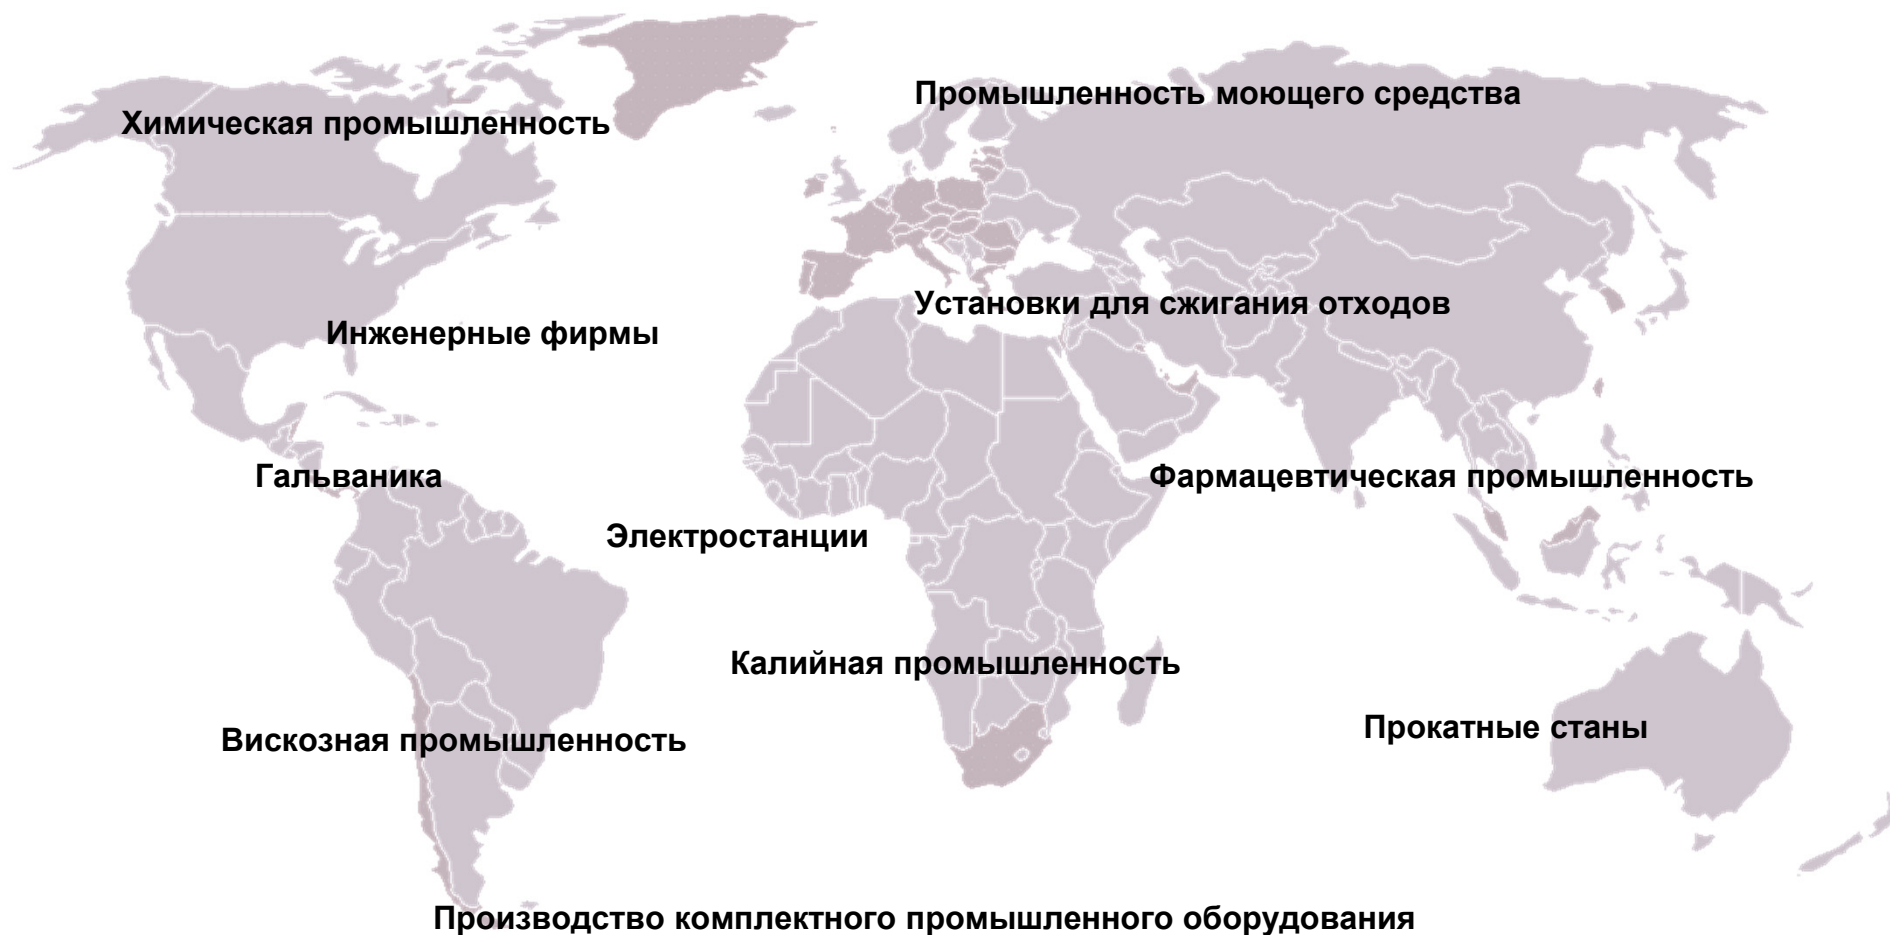 Промышленность моющего средства
Химическая промышленность
Установки для сжигания отходов
Инженерные фирмы
Гальваника
Фармацевтическая промышленность
Электростанции
Калийная промышленность
Прокатные станы
Вискозная промышленность
Производство комплектного промышленного оборудования